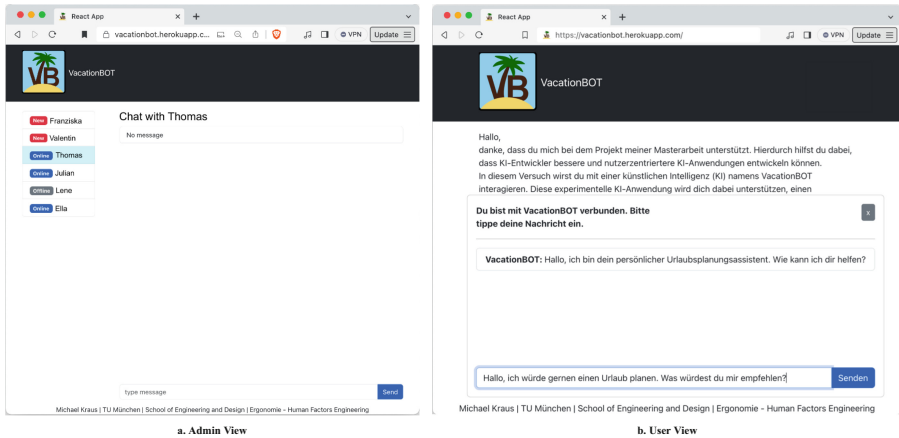 React App
vacationbot.herokuapp.c...
VPN
Update
VB
VacationBOT
New Franziska
New Valentin
Online Thomas
Online Julian
Offline Lene
Online Ella
Chat with Thomas
No message
type message
Send
Michael Kraus | TU München | School of Engineering and Design | Ergonomie - Human Factors Engineering
a. Admin View
React App
https://vacationbot.herokuapp.com/
VPN
Update
VB
VacationBOT
Hallo,
danke, dass du mich bei dem Projekt meiner Masterarbeit unterstützt. Hierdurch hilfst du dabei,
dass KI-Entwickler bessere und nutzerzentriertere KI-Anwendungen entwickeln können.
In diesem Versuch wirst du mit einer künstlichen Intelligenz (KI) namens VacationBOT
interagieren. Diese experimentelle KI-Anwendung wird dich dabei unterstützen, einen
Du bist mit VacationBOT verbunden. Bitte
tippe deine Nachricht ein.
x
VacationBOT: Hallo, ich bin dein persönlicher Urlaubsplanungsassistent. Wie kann ich dir helfen?
Hallo, ich würde gernen einen Urlaub planen. Was würdest du mir empfehlen?
Senden
Michael Kraus | TU München | School of Engineering and Design | Ergonomie - Human Factors Engineering
b. User View